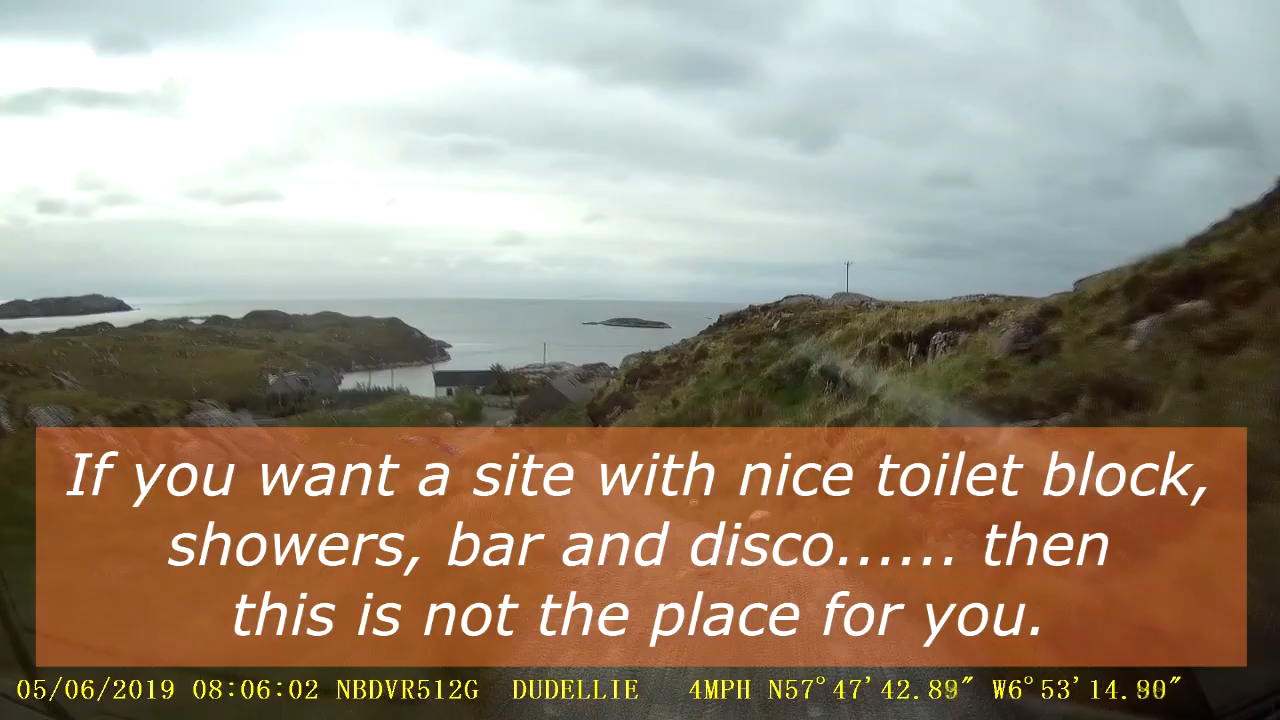 If you want a site with nice toilet block,
showers, bar and disco...... then
this is not the place for you.
05/06/2019 08:06:02 NBDVR512G DUDELLIE 4MPH N57°47'42.89" W6°53'14.90"